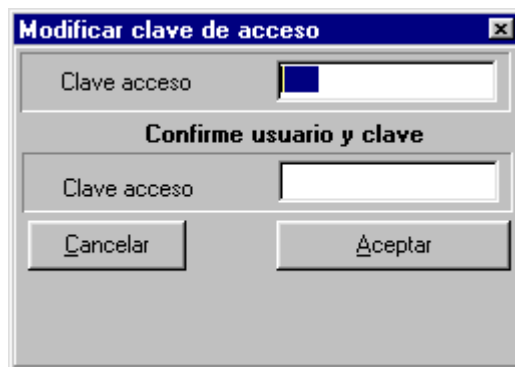 Modificar clave de acceso
Clave acceso
Confirme usuario y clave
Clave acceso
Cancelar Aceptar